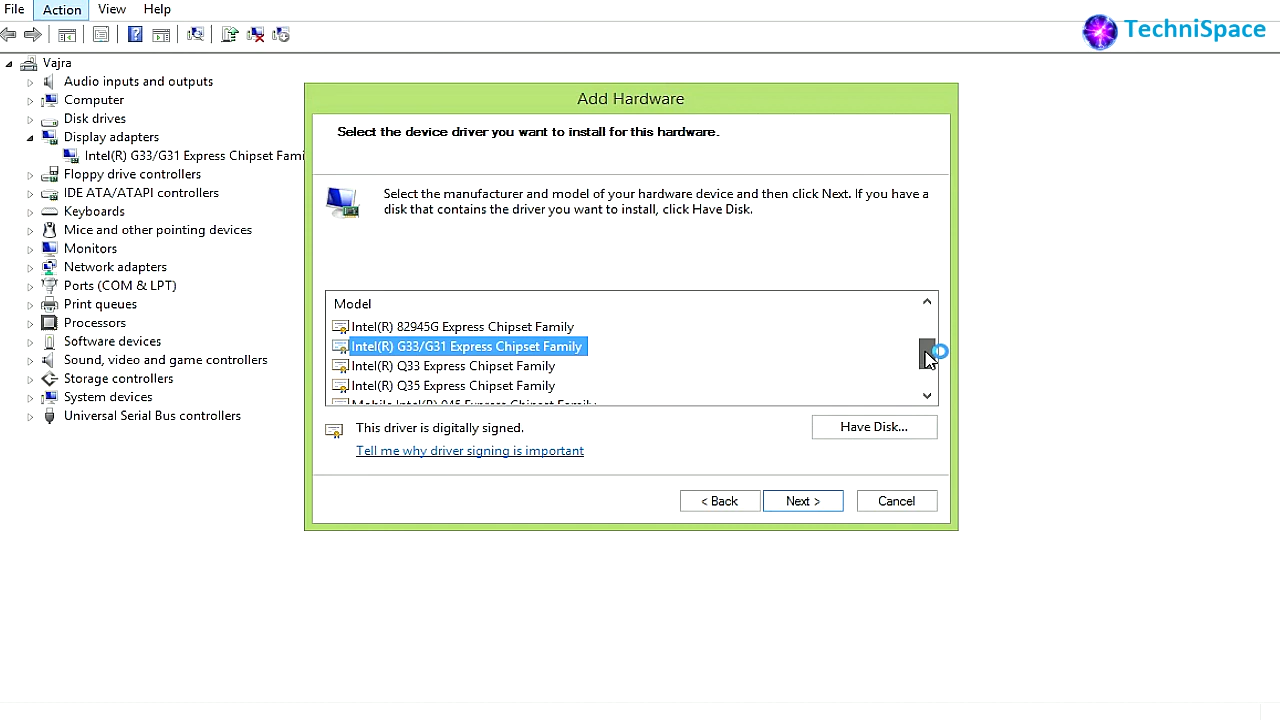 File Action View Help
TechniSpace
Vajra
Audio inputs and outputs
Computer
Disk drives
Display adapters
Intel(R) G33/G31 Express Chipset Fami
Floppy drive controllers
IDE ATA/ATAPI controllers
Keyboards
Mice and other pointing devices
Monitors
Network adapters
Ports (COM & LPT)
Print queues
Processors
Software devices
Sound, video and game controllers
Storage controllers
System devices
Universal Serial Bus controllers
Add Hardware
Select the device driver you want to install for this hardware.
Select the manufacturer and model of your hardware device and then click Next. If you have a
disk that contains the driver you want to install, click Have Disk.
Model
Intel(R) 82945G Express Chipset Family
Intel(R) G33/G31 Express Chipset Family
Intel(R) Q33 Express Chipset Family
Intel(R) Q35 Express Chipset Family
Mobile Intel(R) 945 Express Chipset Family
This driver is digitally signed.
Have Disk...
Tell me why driver signing is important
< Back Next > Cancel